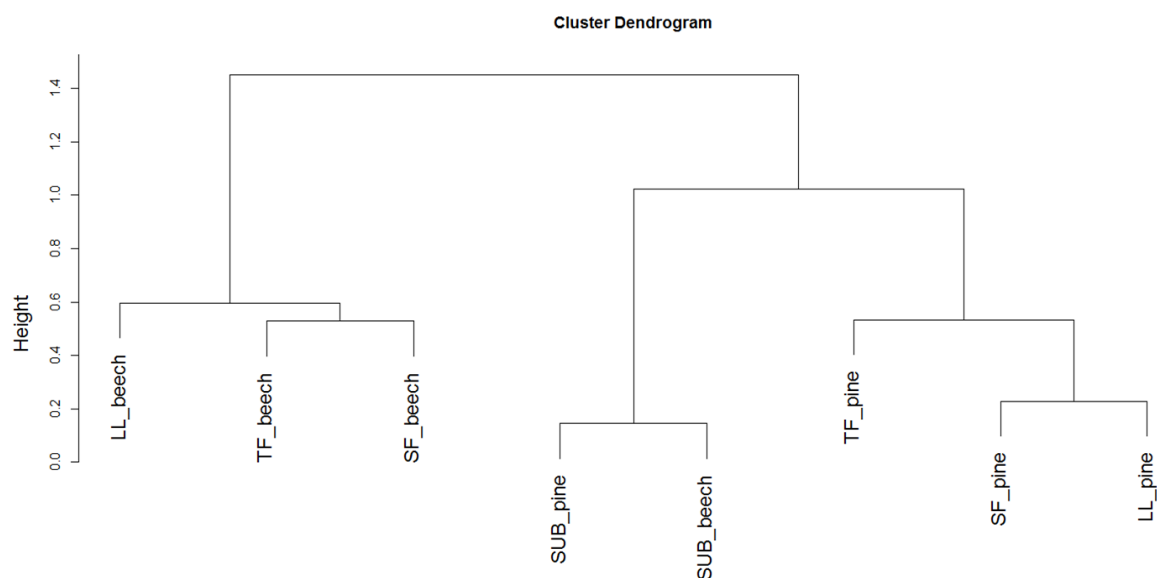 Cluster Dendrogram
Height
1.4
1.2
1.0
0.8
0.6
0.4
0.2
0.0
LL_beech
TF_beech
SF_beech
SUB_pine
SUB_beech
TF_pine
SF_pine
LL_pine